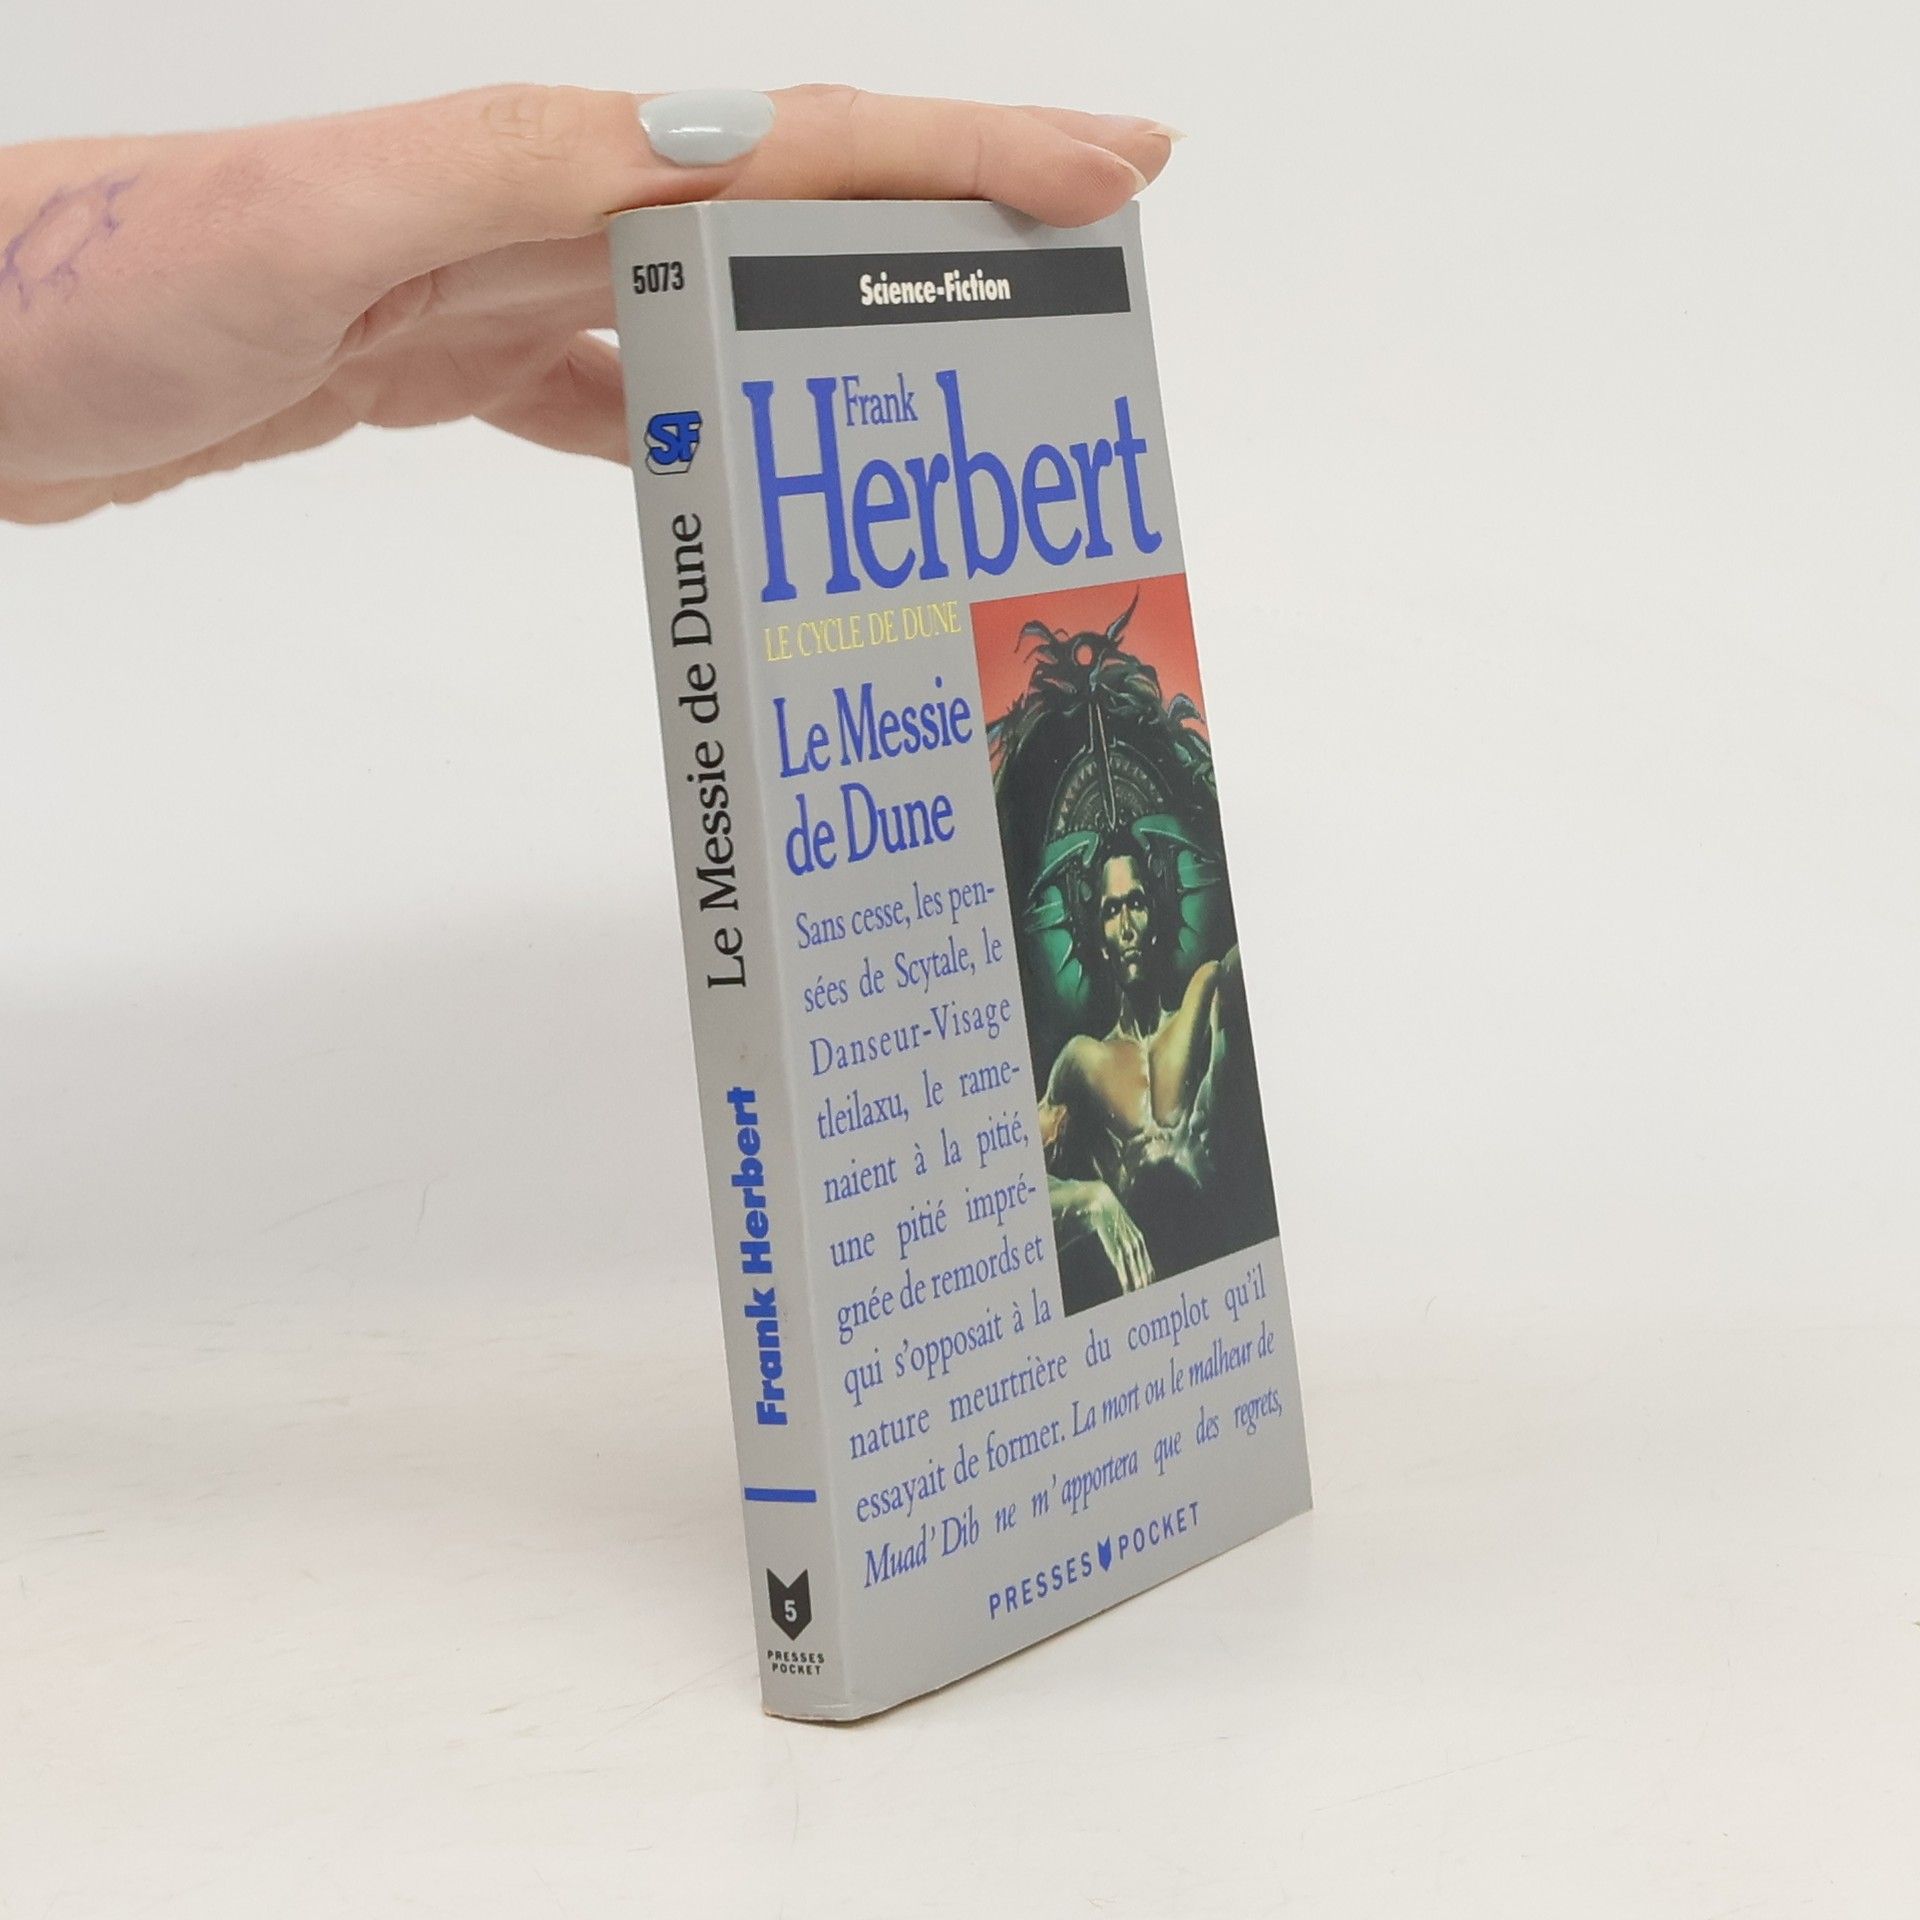 5073
SF
Le Messie de Dune
Frank Herbert
5
PRESSES
POCKET
Science-Fiction
Frank
Herbert
LE CYCLE DE DUNE
Le Messie
de Dune
Sans cesse, les pen-
sées de Scytale, le
Danseur-Visage
tleilaxu, le rame-
naient à la pitié,
une pitié impré-
gnée de remords et
qui s'opposait à la
nature meurtrière du complot qu'il
essayait de former. La mort ou le malheur de
Muad' Dib ne m'apportera que des regrets,
PRESSES POCKET